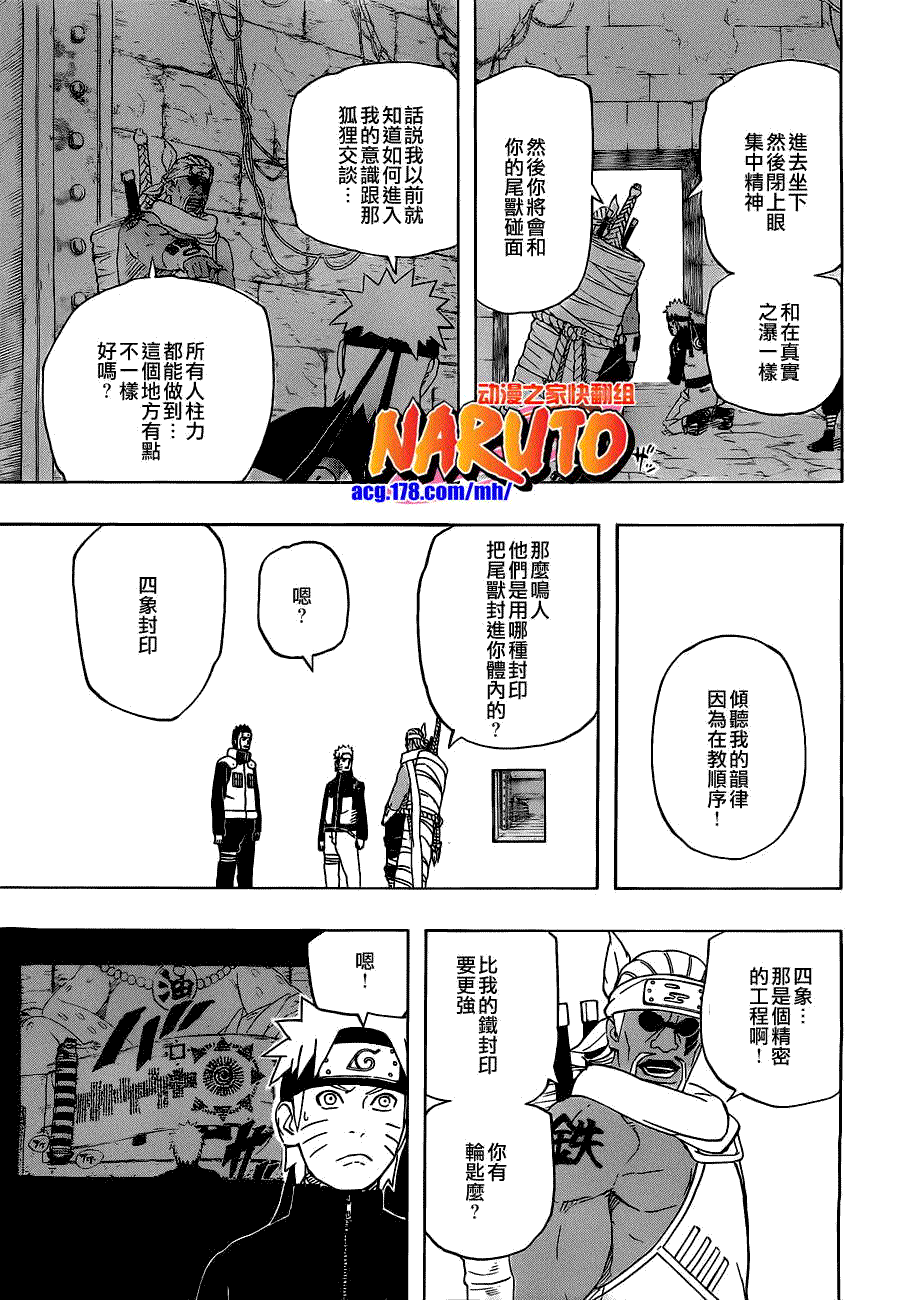 進去坐下
然後閉上眼
集中精神
和在真實
之瀑一樣
然後你將會和
你的尾獸碰面
話説我以前就
知道如何進入
我的意識跟那
狐狸交談…
所有人柱力
都能做到…
這個地方有點
不一樣
好嗎？
动漫之家快翻组
NARUTO
acg.178.com/mh/
ザッ
傾聽我的韻律
因為在教順序！
那麼鳴人
他們是用哪種封印
把尾獸封進你體內的？
嗯？
四象封印
四象…
那是個精密
的工程啊！
比我的鐵封印
要更強
你有
輪匙麼？
鉄
嗯！
油